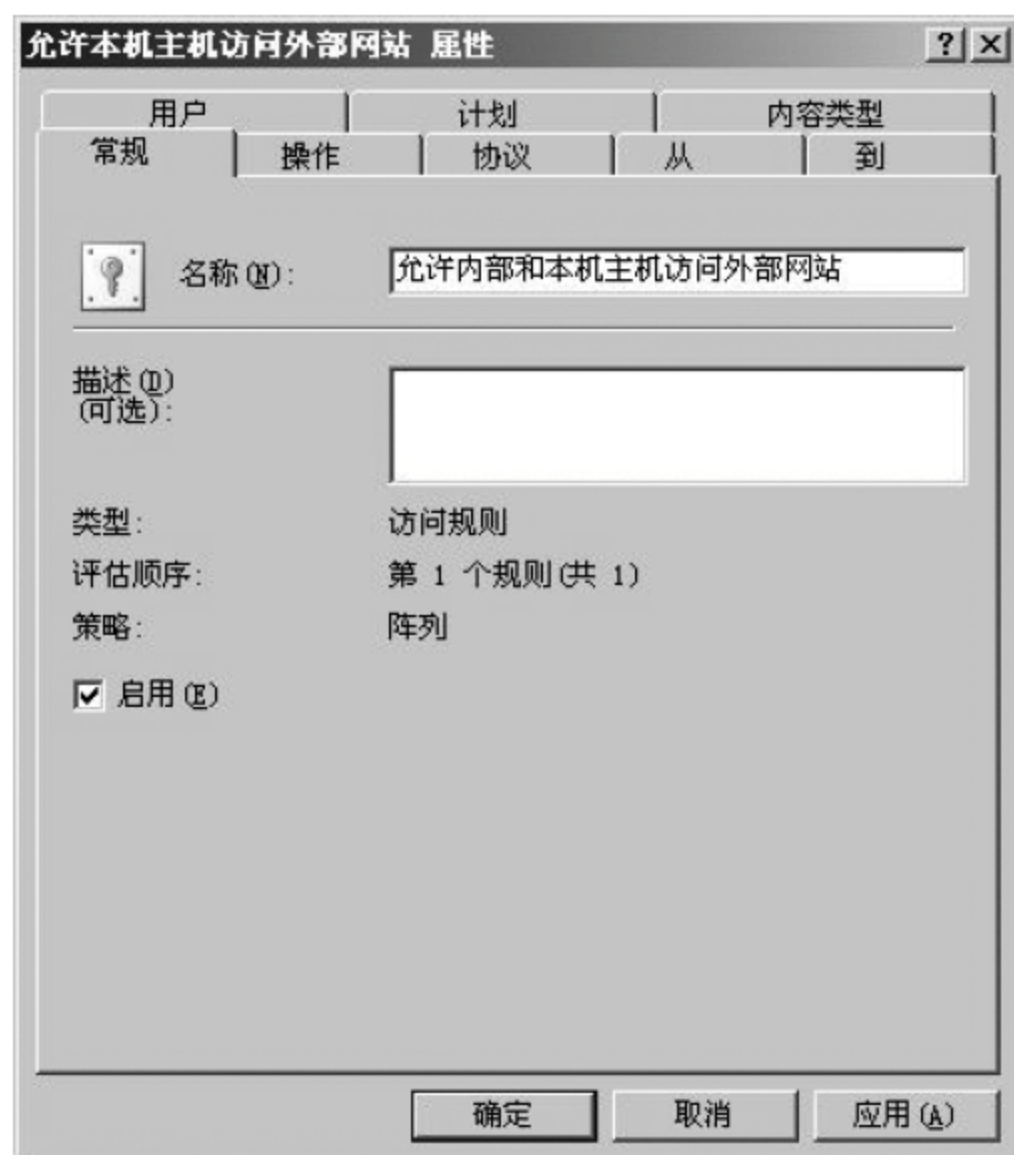 允许本机主机访问外部网站 属性
? ×
用户 计划 内容类型
常规 操作 协议 从 到
名称(N): 允许内部和本机主机访问外部网站
描述(D)
(可选):
类型: 访问规则
评估顺序: 第 1 个规则(共 1)
策略: 阵列
启用(E)
确定 取消 应用(A)